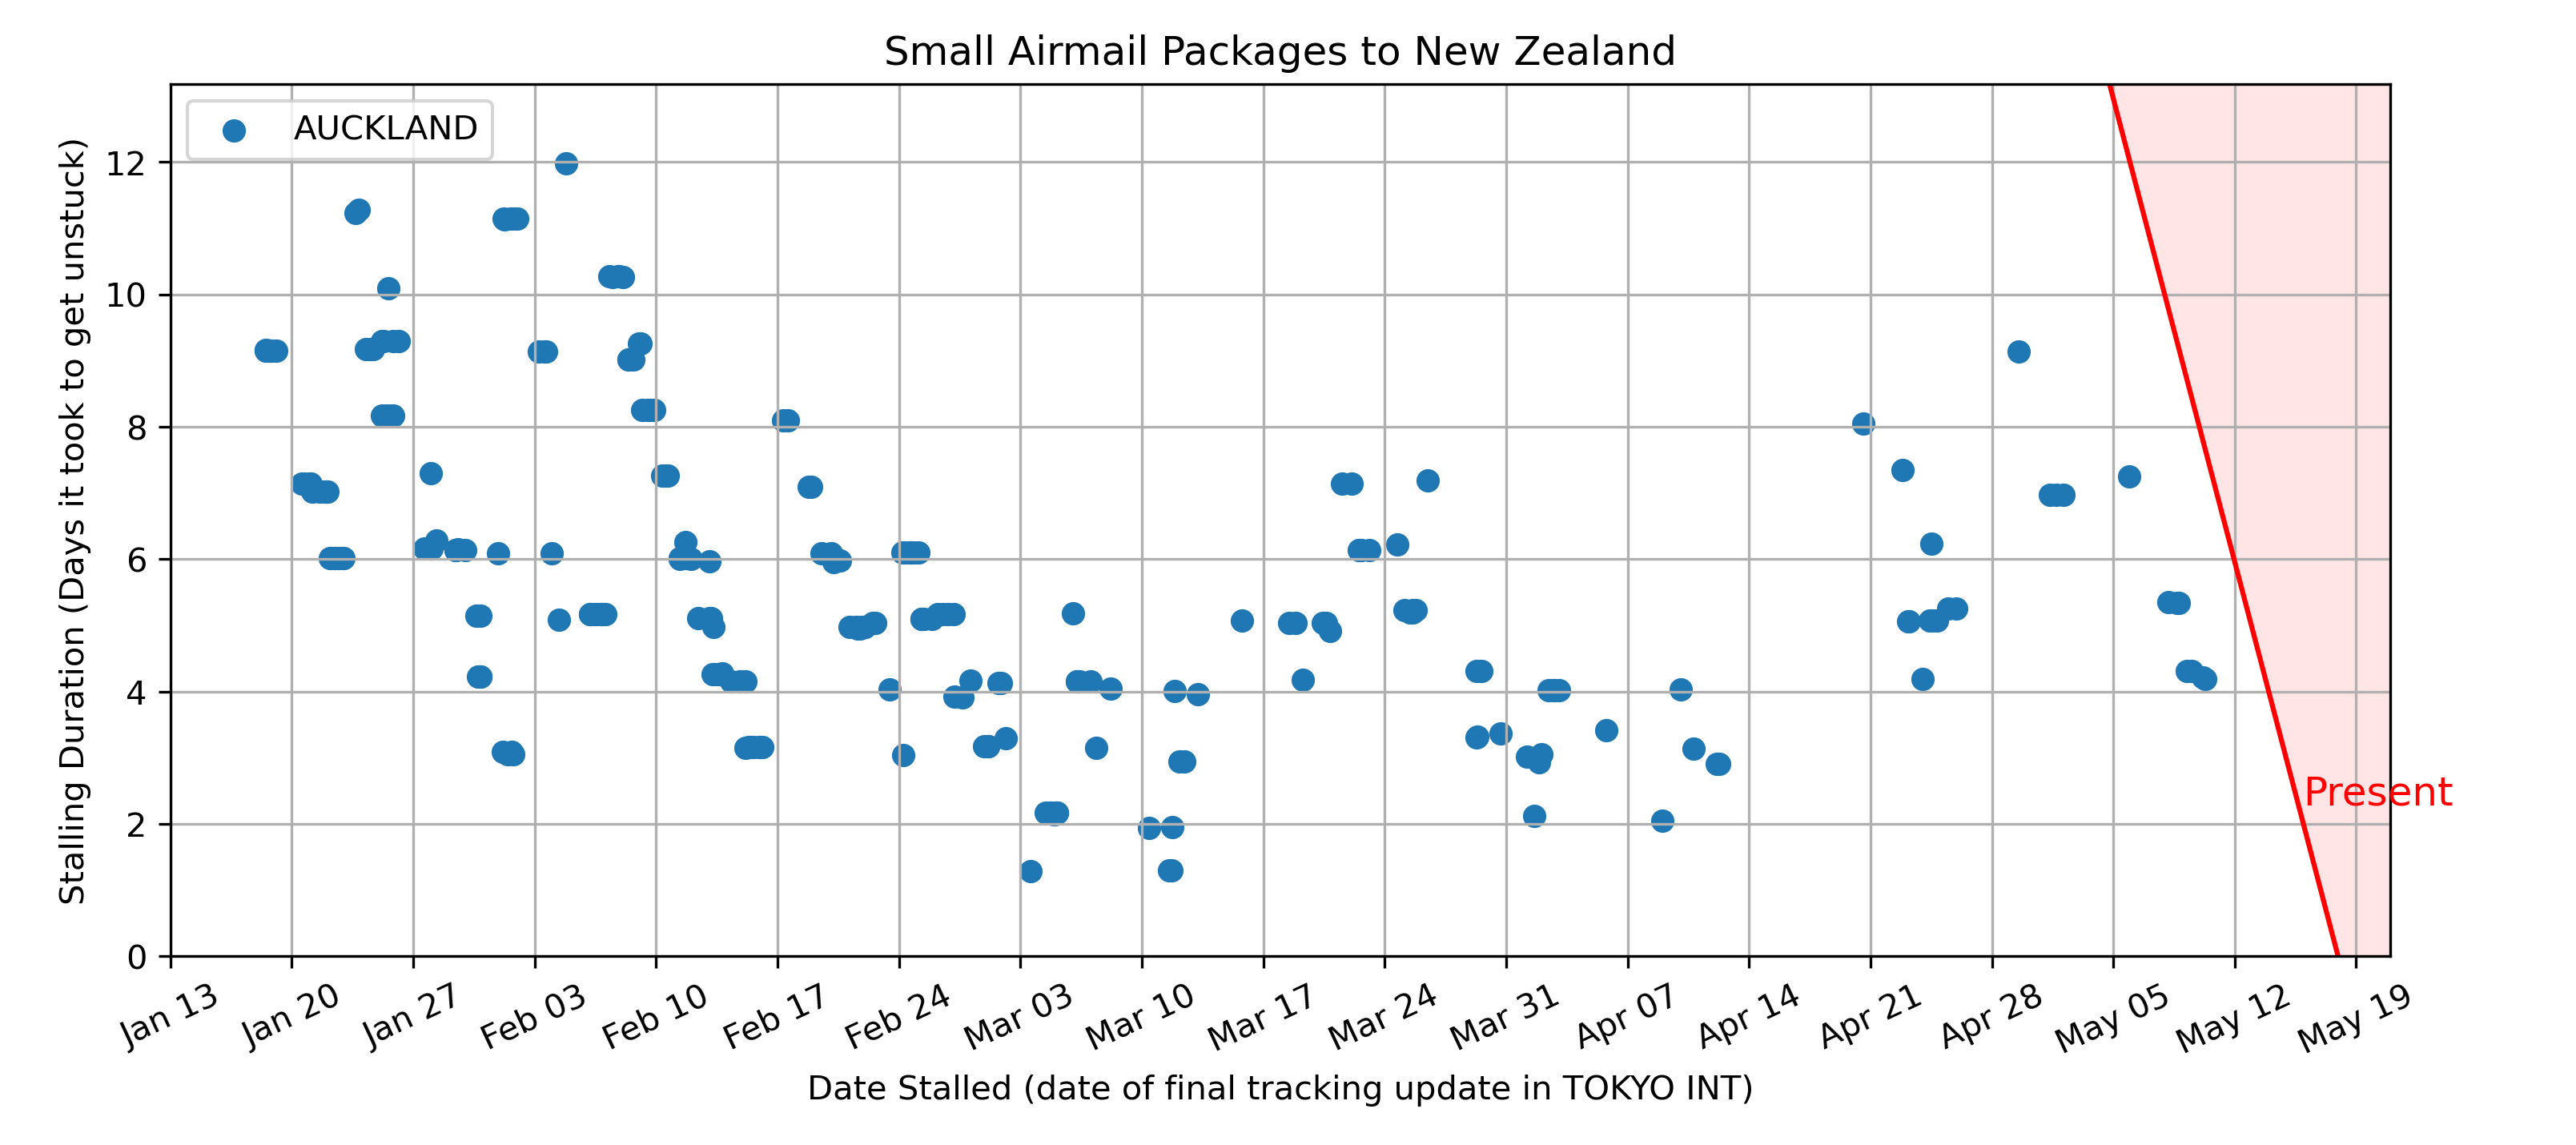 Small Airmail Packages to New Zealand
AUCKLAND
Stalling Duration (Days it took to get unstuck)
12
10
8
6
4
2
0
Present
Jan 13
Jan 20
Jan 27
Feb 03
Feb 10
Feb 17
Feb 24
Mar 03
Mar 10
Mar 17
Mar 24
Mar 31
Apr 07
Apr 14
Apr 21
Apr 28
May 05
May 12
May 19
Date Stalled (date of final tracking update in TOKYO INT)